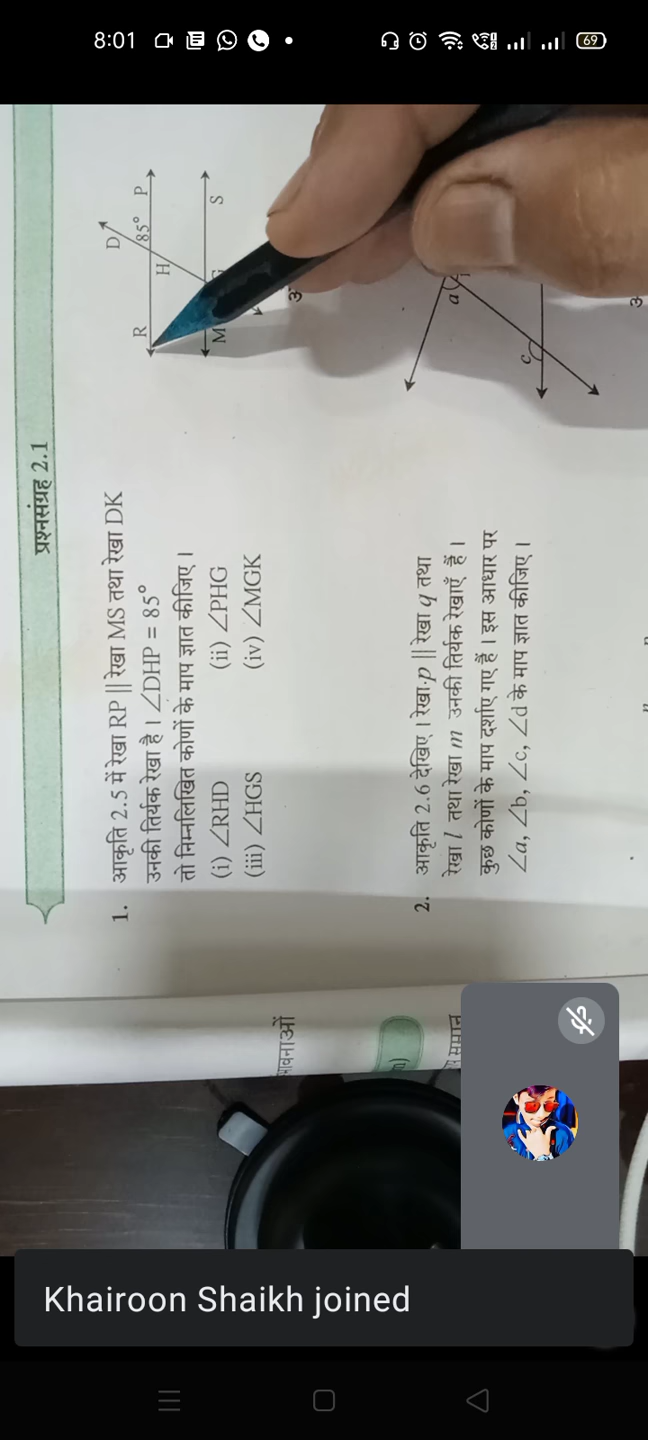 8:01
69
प्रश्नसंग्रह 2.1
1. आकृति 2.5 में रेखा RP || रेखा MS तथा रेखा DK
उनकी तिर्यक रेखा है । ∠DHP = 85°
तो निम्नलिखित कोणों के माप ज्ञात कीजिए ।
(i) ∠RHD (ii) ∠PHG
(iii) ∠HGS (iv) ∠MGK
D
R H 85° P
M G S
2. आकृति 2.6 देखिए । रेखा p || रेखा q तथा
रेखा l तथा रेखा m उनकी तिर्यक रेखाएँ हैं ।
कुछ कोणों के माप दर्शाए गए हैं । इस आधार पर
∠a, ∠b, ∠c, ∠d के माप ज्ञात कीजिए ।
a
c
समान
Khairoon Shaikh joined